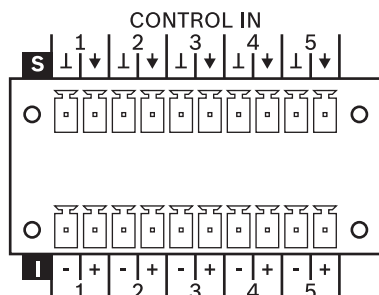 CONTROL IN
1 2 3 4 5
S ⊥ ↓ ⊥ ↓ ⊥ ↓ ⊥ ↓ ⊥ ↓
I - + - + - + - + - +
1 2 3 4 5